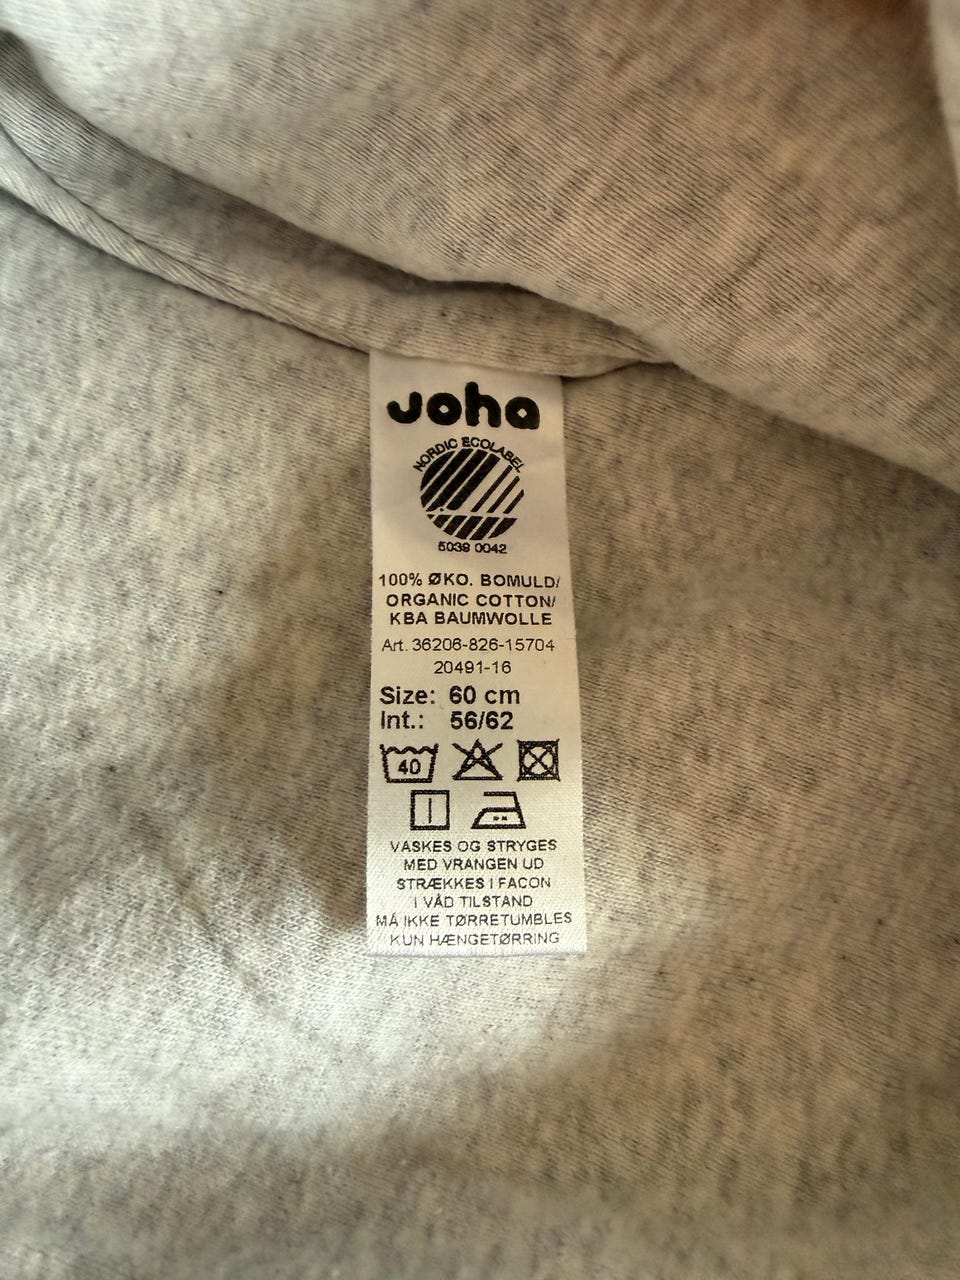 Joha
NORDIC ECOLABEL
5039 0042
100% ØKO. BOMULD/
ORGANIC COTTON/
KBA BAUMWOLLE
Art. 36206-826-15704
20491-16
Size: 60 cm
Int.: 56/62
40
VASKES OG STRYGES
MED VRANGEN UD
STRÆKKES I FACON
I VÅD TILSTAND
MÅ IKKE TØRRETUMBLES
KUN HÆNGETØRRING